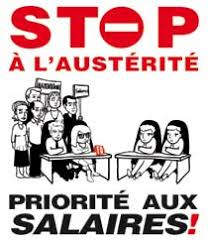 STOP
À L'AUSTÉRITÉ
PRIORITÉ AUX
SALAIRES!